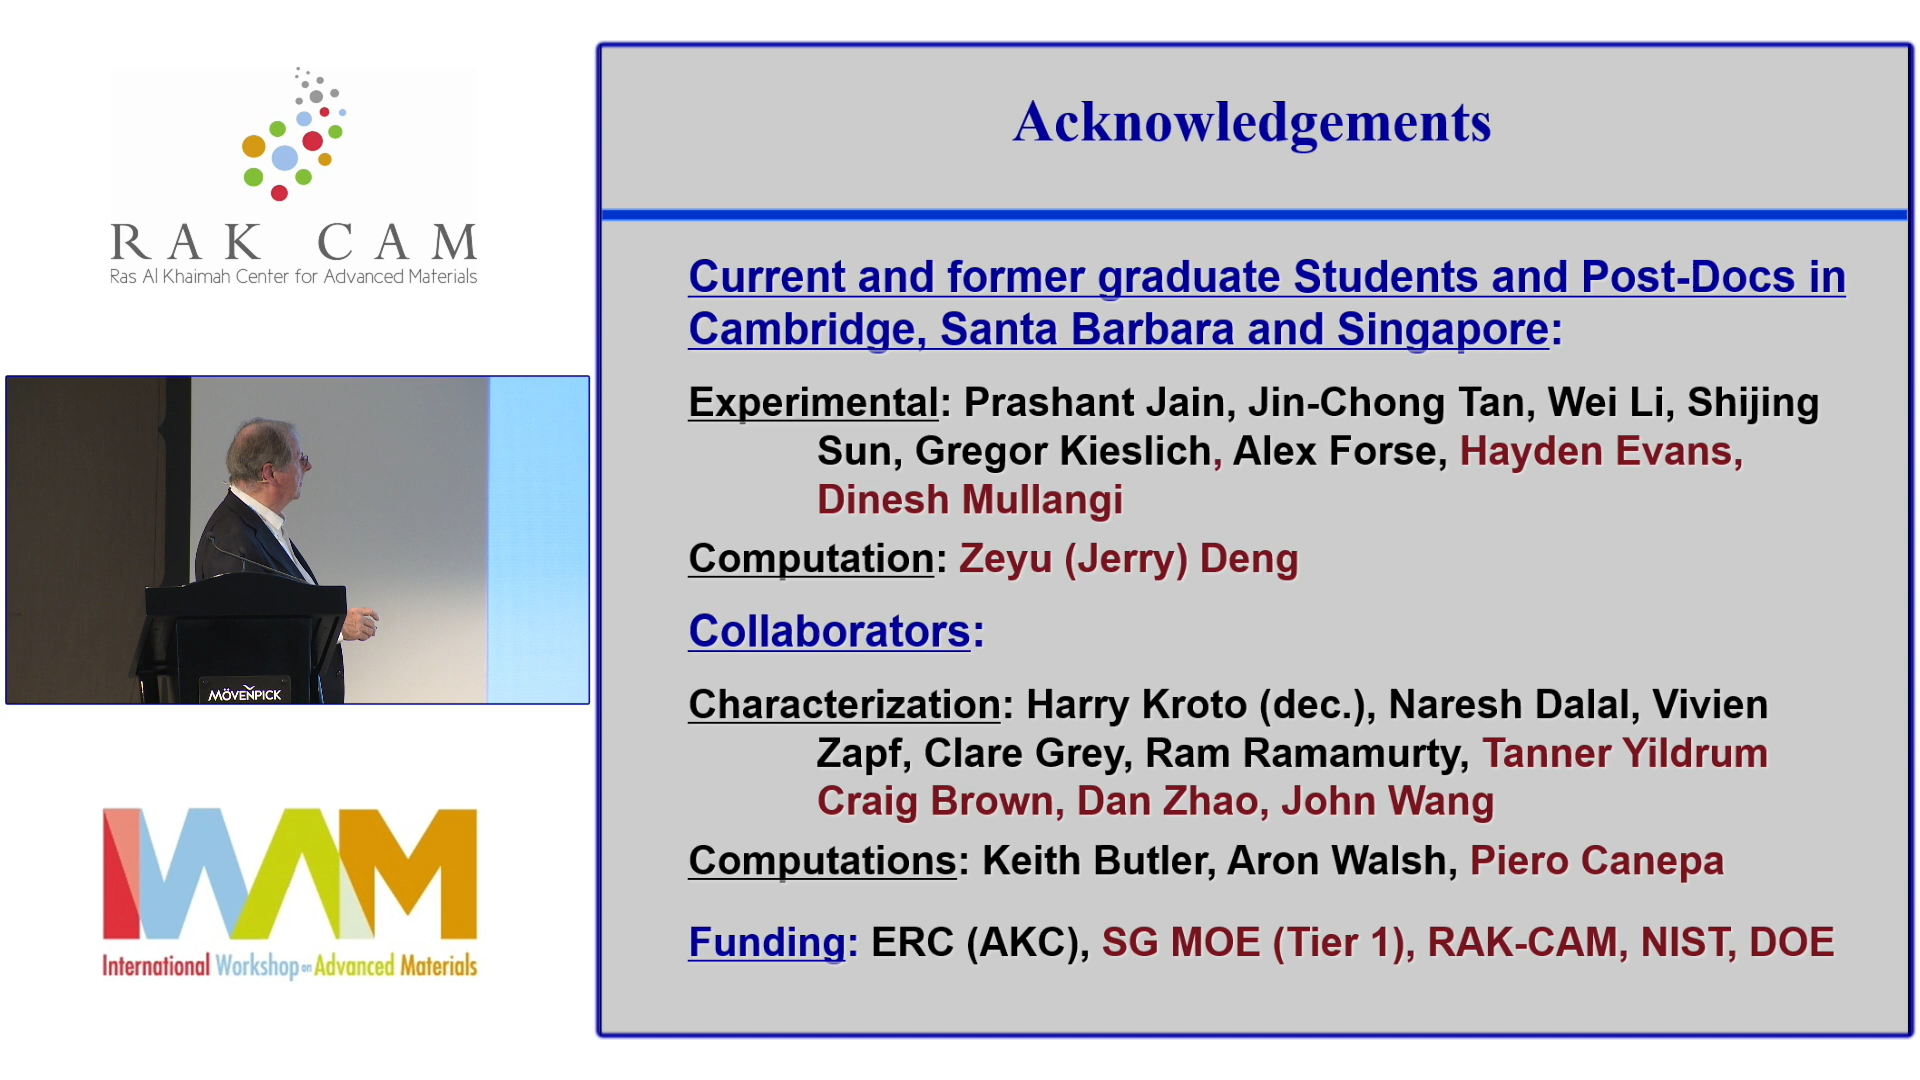 RAK CAM
Ras Al Khaimah Center for Advanced Materials
MÖVENPICK
IWAM
International Workshop on Advanced Materials
Acknowledgements
Current and former graduate Students and Post-Docs in
Cambridge, Santa Barbara and Singapore:
Experimental: Prashant Jain, Jin-Chong Tan, Wei Li, Shijing
Sun, Gregor Kieslich, Alex Forse, Hayden Evans,
Dinesh Mullangi
Computation: Zeyu (Jerry) Deng
Collaborators:
Characterization: Harry Kroto (dec.), Naresh Dalal, Vivien
Zapf, Clare Grey, Ram Ramamurty, Tanner Yildrum
Craig Brown, Dan Zhao, John Wang
Computations: Keith Butler, Aron Walsh, Piero Canepa
Funding: ERC (AKC), SG MOE (Tier 1), RAK-CAM, NIST, DOE